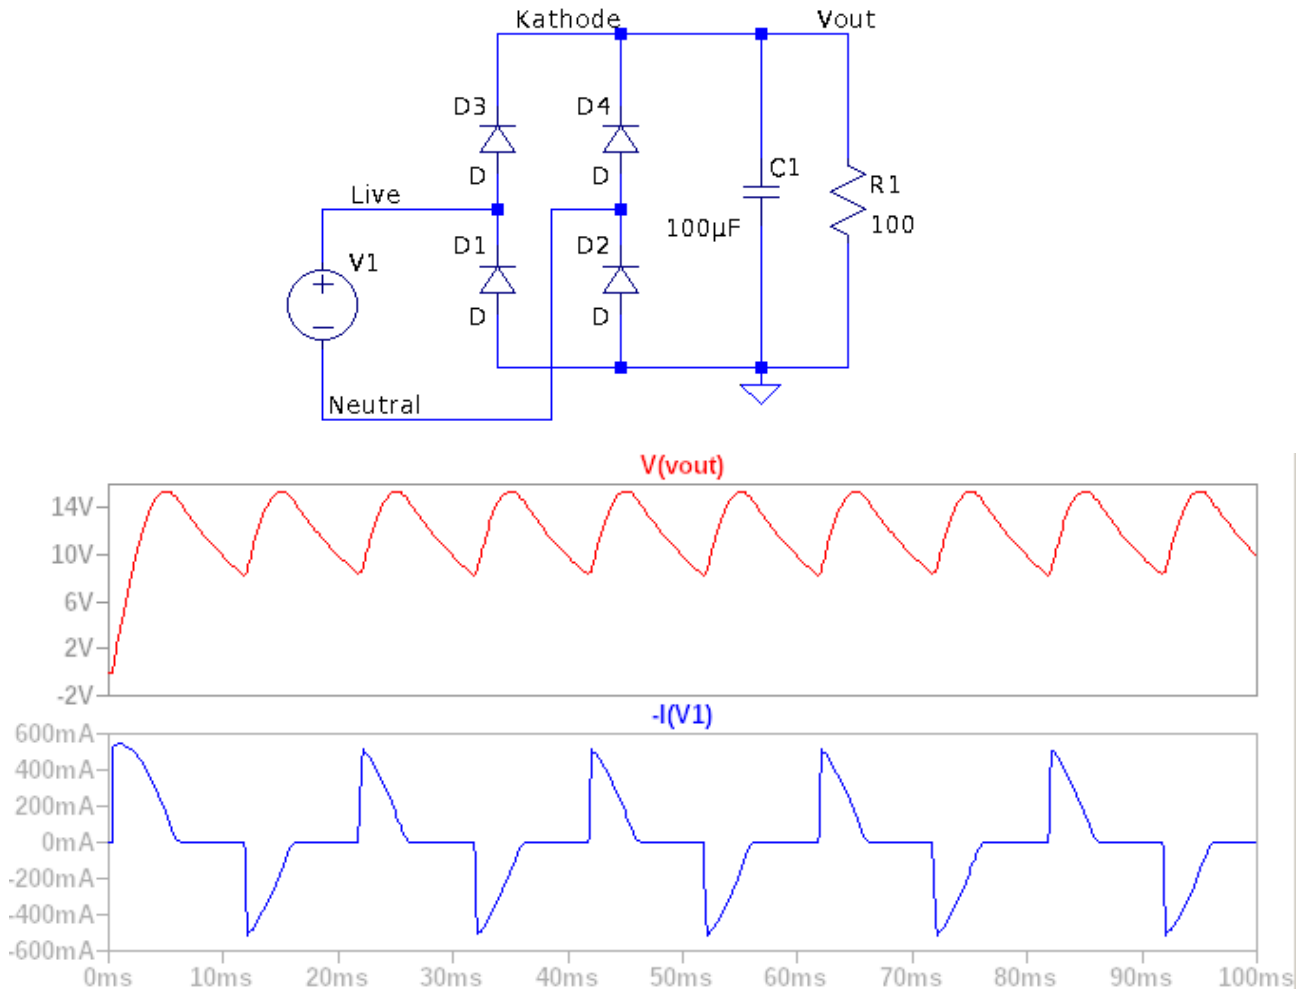 Kathode
Vout
D3
D4
D
D
Live
C1
R1
100µF
100
D1
D2
V1
D
D
Neutral
V(vout)
14V
10V
6V
2V
-2V
-I(V1)
600mA
400mA
200mA
0mA
-200mA
-400mA
-600mA
0ms 10ms 20ms 30ms 40ms 50ms 60ms 70ms 80ms 90ms 100ms